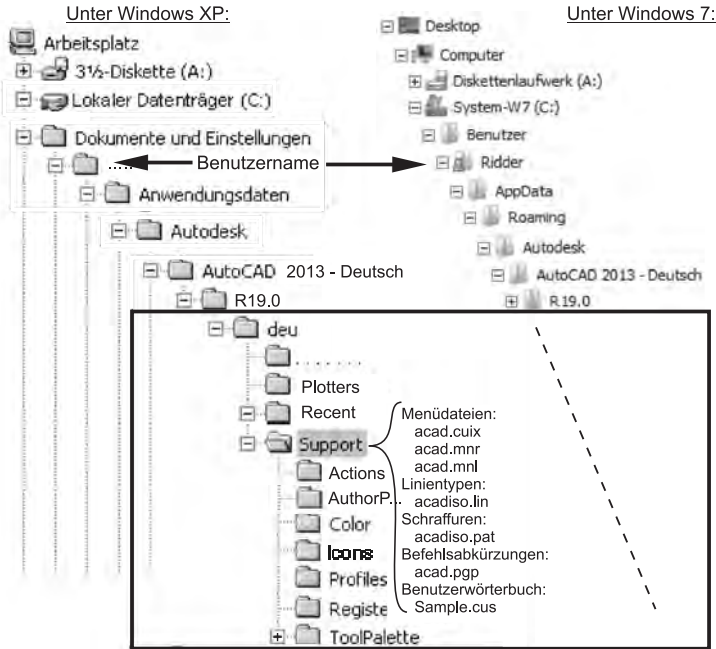 Unter Windows XP:
Arbeitsplatz
3½-Diskette (A:)
Lokaler Datenträger (C:)
Dokumente und Einstellungen
.....
Benutzername
Anwendungsdaten
Autodesk
AutoCAD 2013 - Deutsch
R19.0
Unter Windows 7:
Desktop
Computer
Diskettenlaufwerk (A:)
System-W7 (C:)
Benutzer
Ridder
AppData
Roaming
Autodesk
AutoCAD 2013 - Deutsch
R19.0
deu
. . . . . . .
Plotters
Recent
Support
Actions
AuthorP...
Color
Icons
Profiles
Registe
ToolPalette
Menüdateien:
acad.cuix
acad.mnr
acad.mnl
Linientypen:
acadiso.lin
Schraffuren:
acadiso.pat
Befehlsabkürzungen:
acad.pgp
Benutzerwörterbuch:
Sample.cus